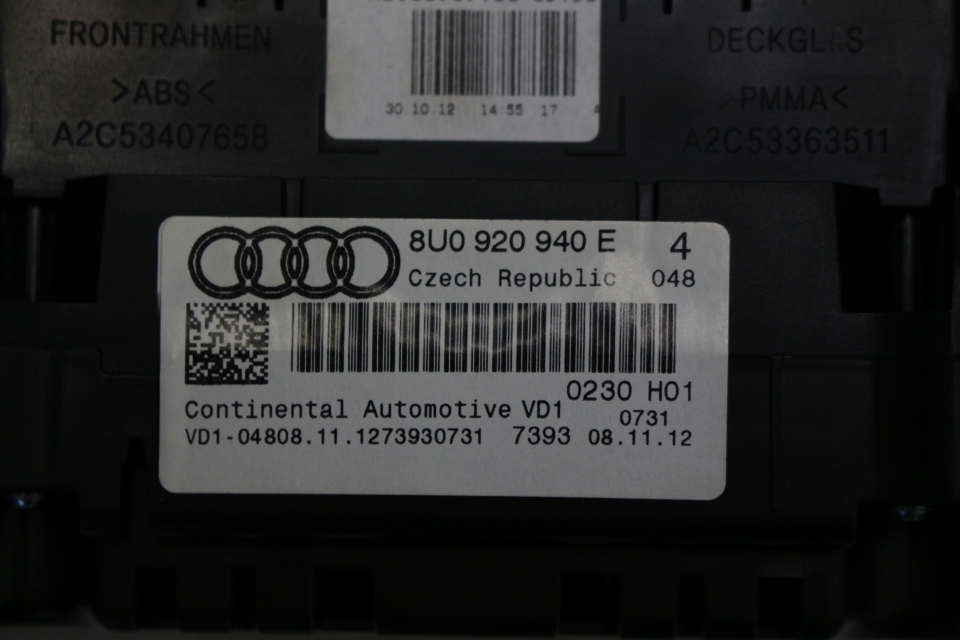 FRONTRAHMEN
>ABS<
A2C53407658
30 10 12 14 55 17 A
DECKGLAS
>PMMA<
A2C53363511
8U0 920 940 E 4
Czech Republic 048
0230 H01
Continental Automotive VD1 0731
VD1-04808.11.1273930731 7393 08.11.12